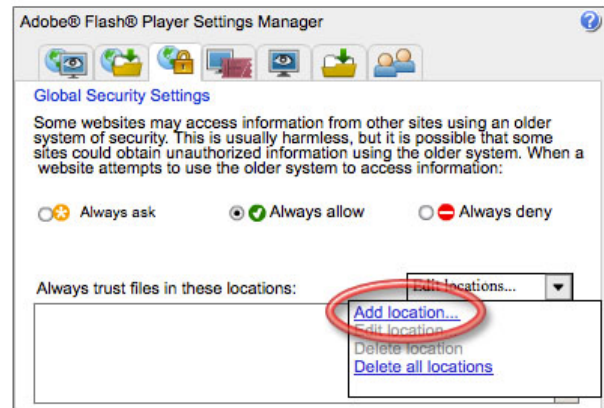 Adobe® Flash® Player Settings Manager
?
Global Security Settings
Some websites may access information from other sites using an older
system of security. This is usually harmless, but it is possible that some
sites could obtain unauthorized information using the older system. When a
website attempts to use the older system to access information:
Always ask Always allow Always deny
Always trust files in these locations: Edit locations...
Add location...
Edit location...
Delete location
Delete all locations